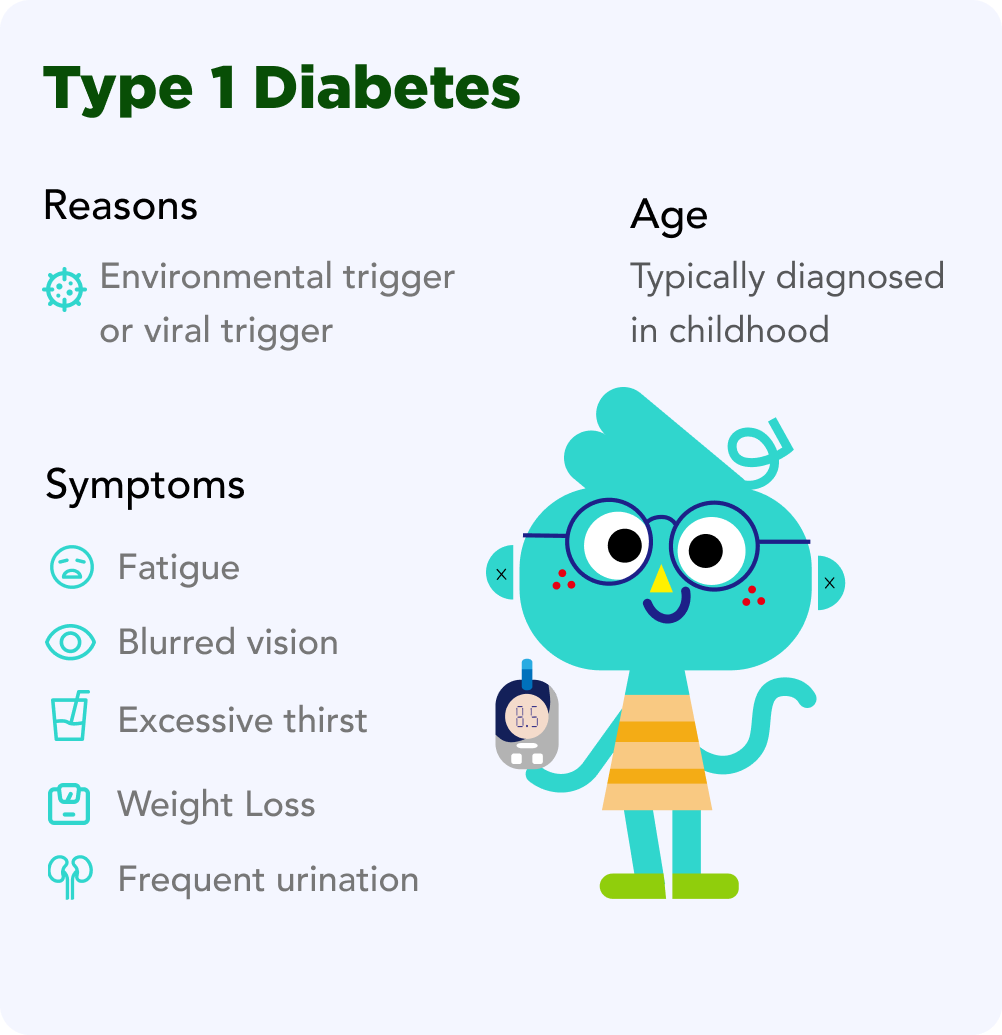 Type 1 Diabetes
Reasons
Environmental trigger
or viral trigger
Age
Typically diagnosed
in childhood
Symptoms
Fatigue
Blurred vision
Excessive thirst
Weight Loss
Frequent urination
8.5